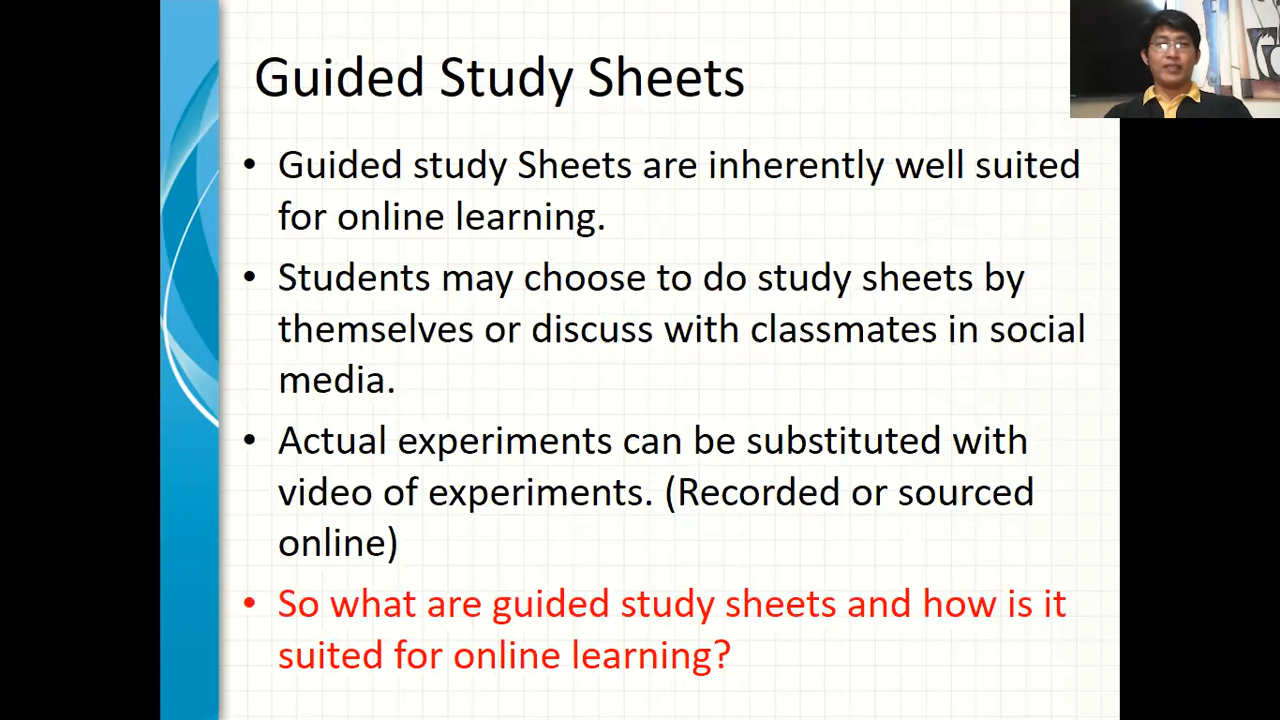 Guided Study Sheets
• Guided study Sheets are inherently well suited
for online learning.
• Students may choose to do study sheets by
themselves or discuss with classmates in social
media.
• Actual experiments can be substituted with
video of experiments. (Recorded or sourced
online)
• So what are guided study sheets and how is it
suited for online learning?